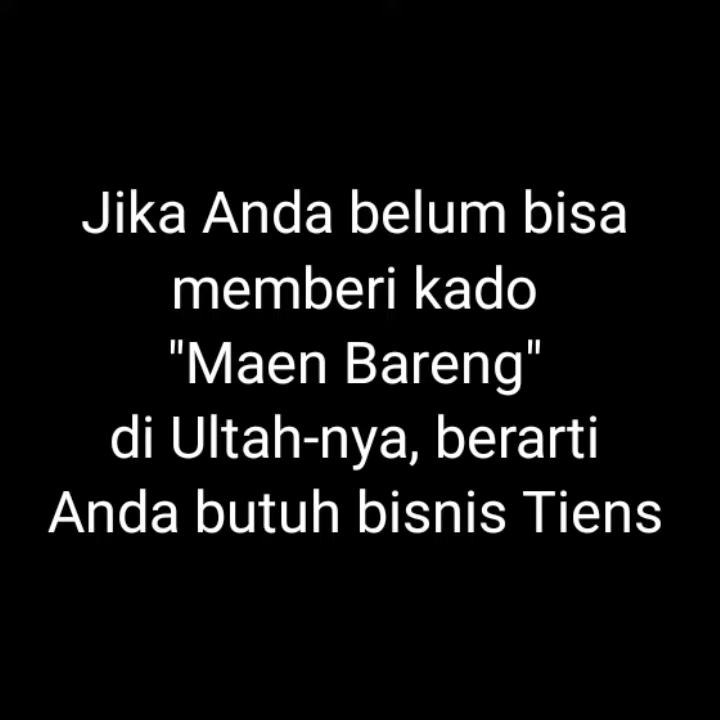 Jika Anda belum bisa
memberi kado
"Maen Bareng"
di Ultah-nya, berarti
Anda butuh bisnis Tiens